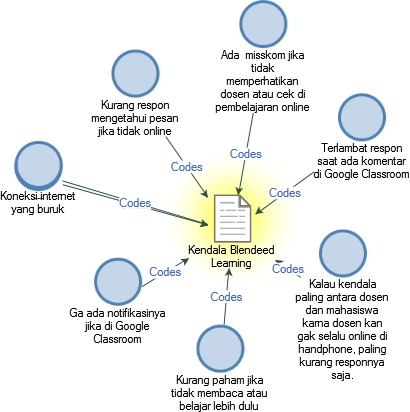 Ada misskom jika
tidak
memperhatikan
dosen atau cek di
pembelajaran online
Kurang respon
mengetahui pesan
jika tidak online
Terlambat respon
saat ada komentar
di Google Classroom
Koneksi internet
yang buruk
Codes
Codes
Codes
Codes
Kendala Blendeed
Learning
Codes
Codes
Codes
Ga ada notifikasinya
jika di Google
Classroom
Kalau kendala
paling antara dosen
dan mahasiswa
karna dosen kan
gak selalu online di
handphone, paling
kurang responnya
saja.
Kurang paham jika
tidak membaca atau
belajar lebih dulu